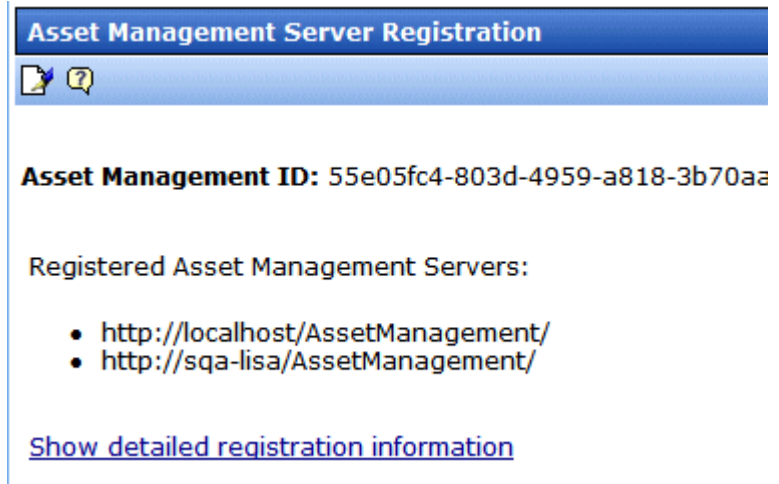 Asset Management Server Registration
Asset Management ID: 55e05fc4-803d-4959-a818-3b70aa
Registered Asset Management Servers:
• http://localhost/AssetManagement/
• http://sqa-lisa/AssetManagement/
Show detailed registration information